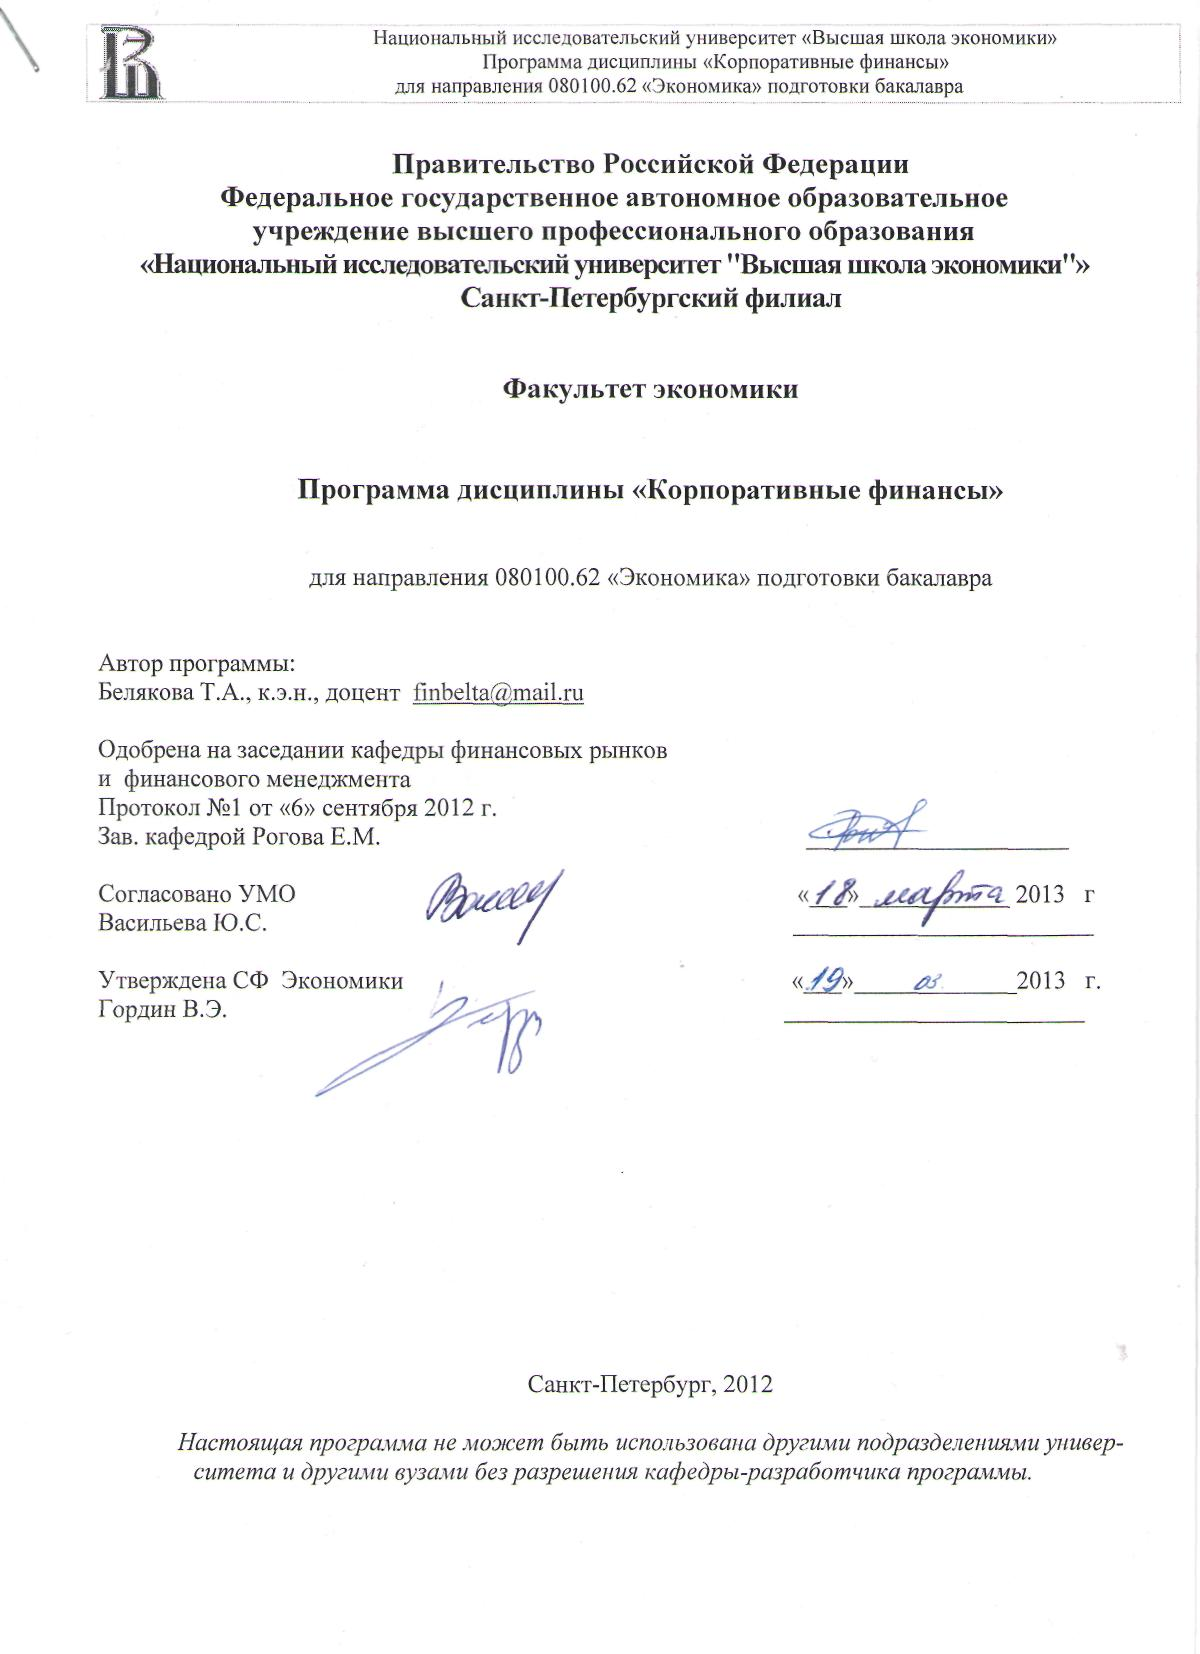 Национальный исследовательский университет «Высшая школа экономики»
Программа дисциплины «Корпоративные финансы»
для направления 080100.62 «Экономика» подготовки бакалавра
Правительство Российской Федерации
Федеральное государственное автономное образовательное
учреждение высшего профессионального образования
«Национальный исследовательский университет "Высшая школа экономики"»
Санкт-Петербургский филиал
Факультет экономики
Программа дисциплины «Корпоративные финансы»
для направления 080100.62 «Экономика» подготовки бакалавра
Автор программы:
Белякова Т.А., к.э.н., доцент finbelta@mail.ru
Одобрена на заседании кафедры финансовых рынков
и финансового менеджмента
Протокол №1 от «6» сентября 2012 г.
Зав. кафедрой Рогова Е.М.
Согласовано УМО «18» марта 2013 г
Васильева Ю.С.
Утверждена СФ Экономики «19» 03. 2013 г.
Гордин В.Э.
Санкт-Петербург, 2012
Настоящая программа не может быть использована другими подразделениями универ-
ситета и другими вузами без разрешения кафедры-разработчика программы.